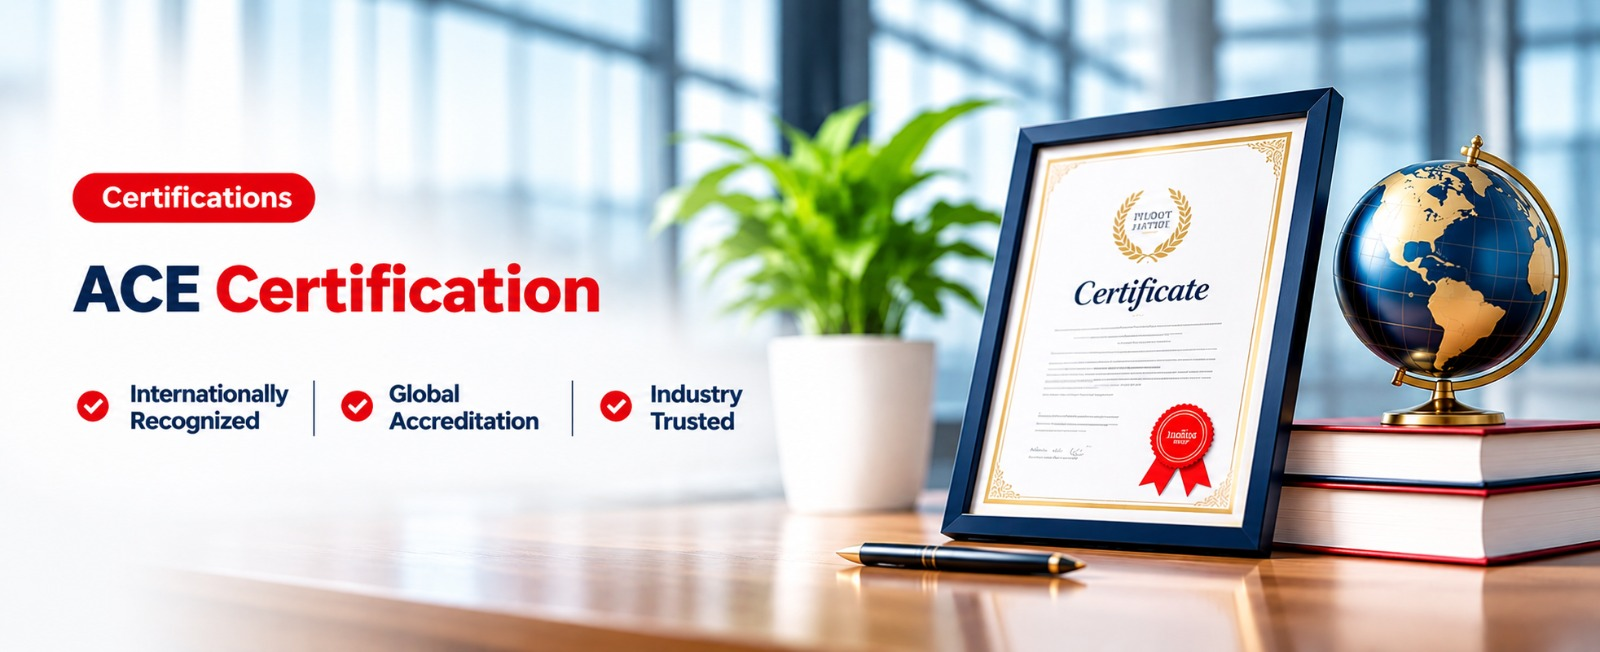 Certifications
ACE Certification
Internationally
Recognized
Global
Accreditation
Industry
Trusted
Certificate